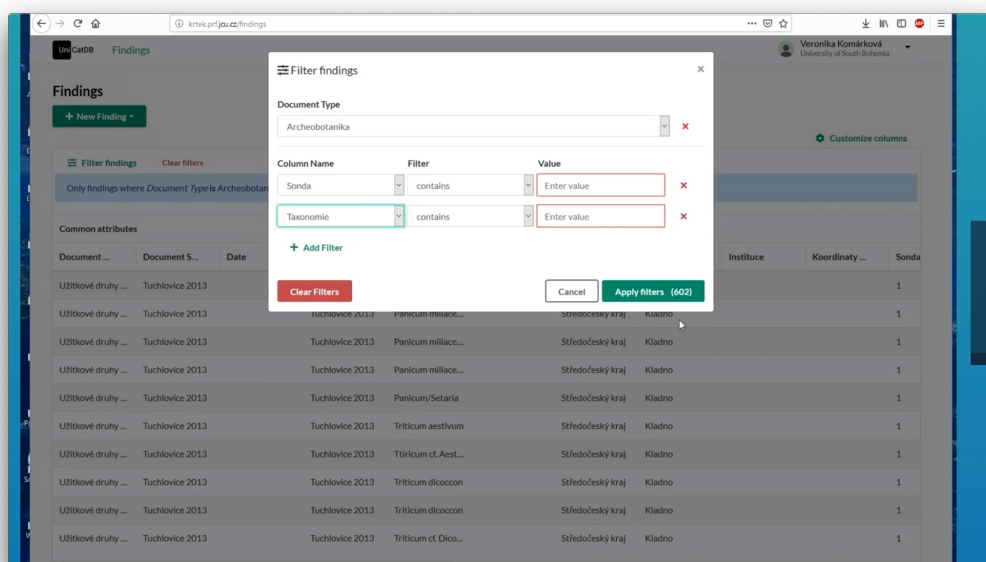 krtek.prf.jcu.cz/findings
UniCatDB Findings
Veronika Komárková
University of South Bohemia
Findings
+ New Finding
Customize columns
Filter findings Clear filters
Only findings where Document Type is Archeobotan
Common attributes
Document ... Document S... Date Instituce Koordinaty ... Sonda
Filter findings ×
Document Type
Archeobotanika
Column Name Filter Value
Sonda contains Enter value
Taxonomie contains Enter value
+ Add Filter
Clear Filters Cancel Apply filters (602)
Užitkové druhy ... Tuchlovice 2013 1
Užitkové druhy ... Tuchlovice 2013 Tuchlovice 2013 Panicum miliace... Středočeský kraj Kladno 1
Užitkové druhy ... Tuchlovice 2013 Tuchlovice 2013 Panicum miliace... Středočeský kraj Kladno 1
Užitkové druhy ... Tuchlovice 2013 Tuchlovice 2013 Panicum miliace... Středočeský kraj Kladno 1
Užitkové druhy ... Tuchlovice 2013 Tuchlovice 2013 Panicum/Setaria Středočeský kraj Kladno 1
Užitkové druhy ... Tuchlovice 2013 Tuchlovice 2013 Triticum aestivum Středočeský kraj Kladno 1
Užitkové druhy ... Tuchlovice 2013 Tuchlovice 2013 Ttiricum cf. Aest... Středočeský kraj Kladno 1
Užitkové druhy ... Tuchlovice 2013 Tuchlovice 2013 Triticum dicoccon Středočeský kraj Kladno 1
Užitkové druhy ... Tuchlovice 2013 Tuchlovice 2013 Triticum dicoccon Středočeský kraj Kladno 1
Užitkové druhy ... Tuchlovice 2013 Tuchlovice 2013 Triticum cf. Dico... Středočeský kraj Kladno 1